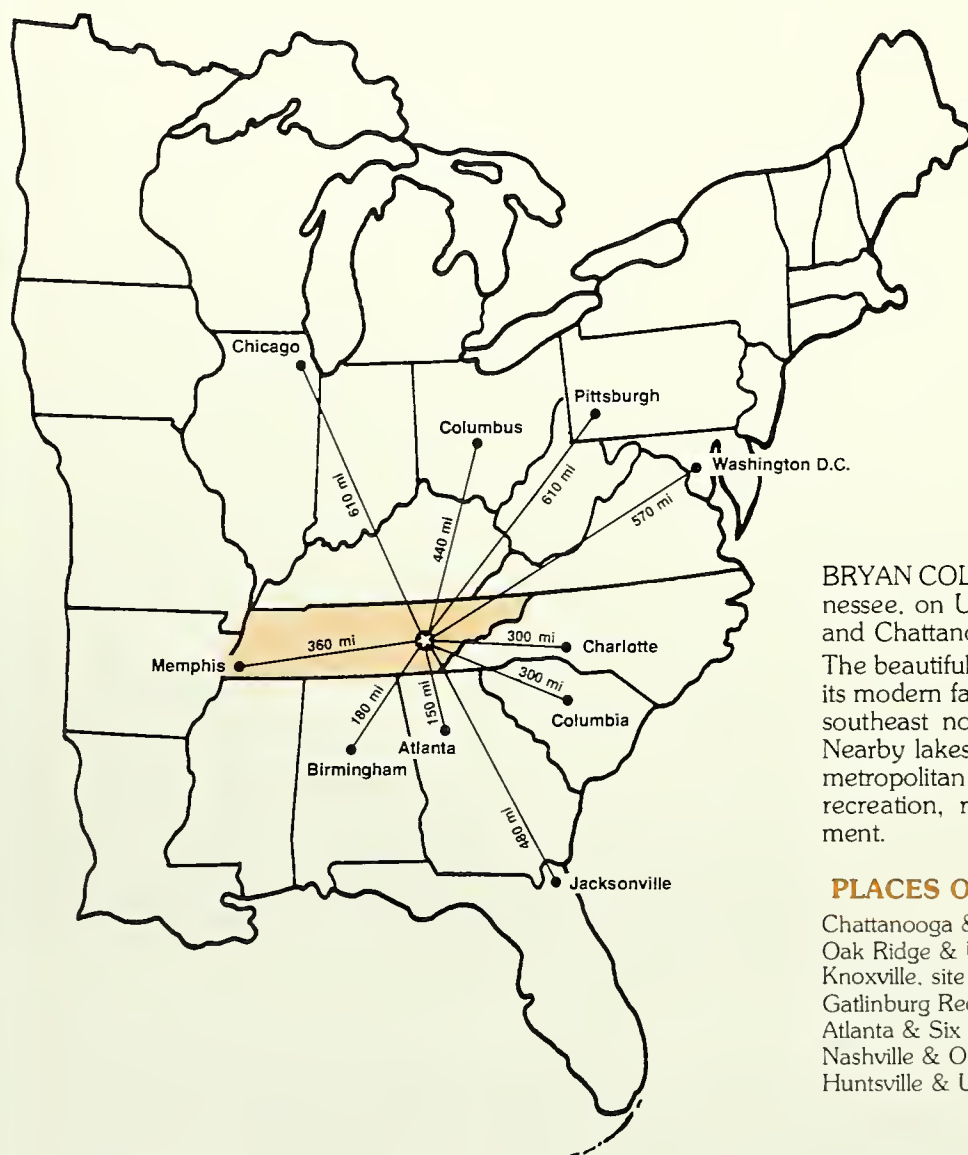 Chicago
Pittsburgh
Columbus
Washington D.C.
610 mi
610 mi
440 mi
570 mi
360 mi
300 mi
Charlotte
Memphis
300 mi
180 mi
150 mi
Columbia
Atlanta
Birmingham
480 mi
Jacksonville
BRYAN COL
nessee, on U
and Chattano
The beautiful
its modern fa
southeast no
Nearby lakes
metropolitan
recreation, r
ment.
PLACES O
Chattanooga &
Oak Ridge &
Knoxville, site
Gatlinburg Rec
Atlanta & Six
Nashville & O
Huntsville & U